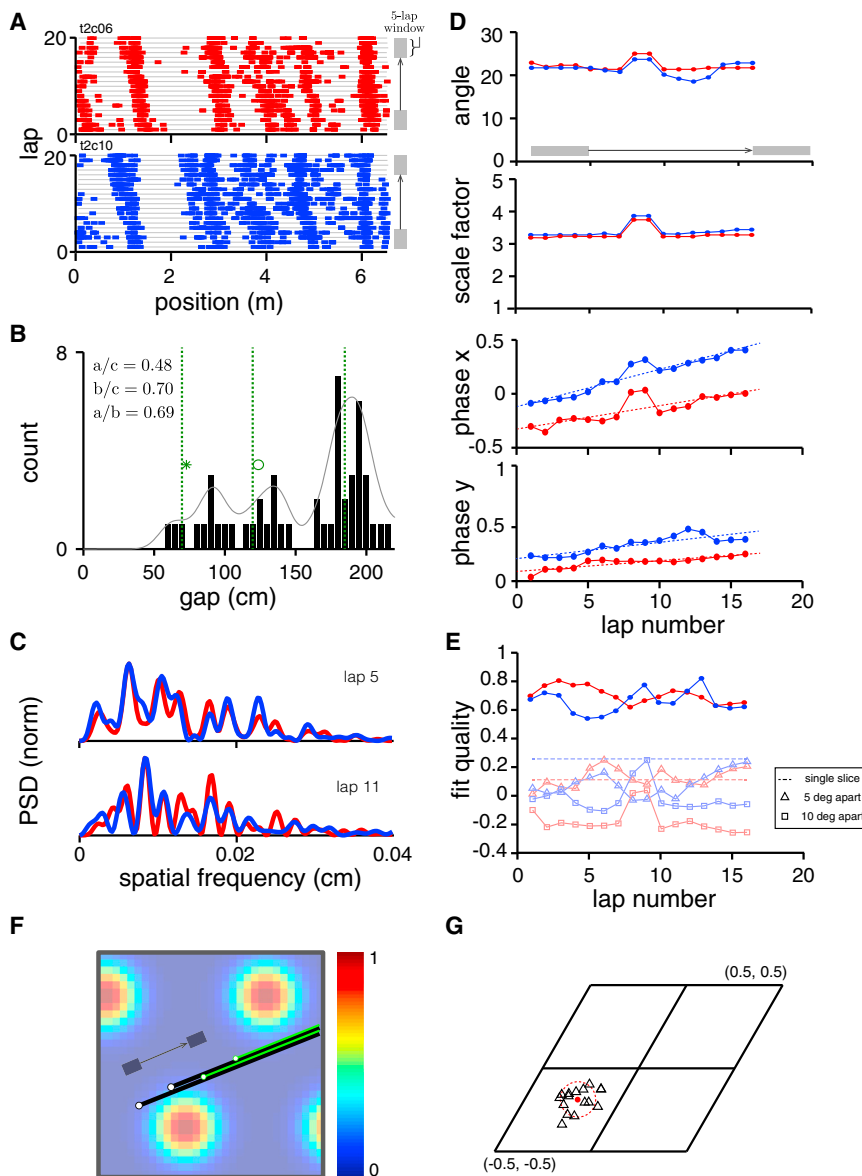 A
t2c06
5-lap
window
20
0
t2c10
20
0
lap
0 2 4 6
position (m)
B
8
0
count
a/c = 0.48
b/c = 0.70
a/b = 0.69
0 50 100 150 200
gap (cm)
C
lap 5
lap 11
PSD (norm)
0 0.02 0.04
spatial frequency (cm)
D
30
20
10
0
angle
5
4
3
2
1
scale factor
0.5
0
-0.5
phase x
1
0.5
0
phase y
0 5 10 15 20
lap number
E
1
0.8
0.6
0.4
0.2
0
-0.2
-0.4
fit quality
single slice
5 deg apart
10 deg apart
0 5 10 15 20
lap number
F
1
0
G
(0.5, 0.5)
(-0.5, -0.5)